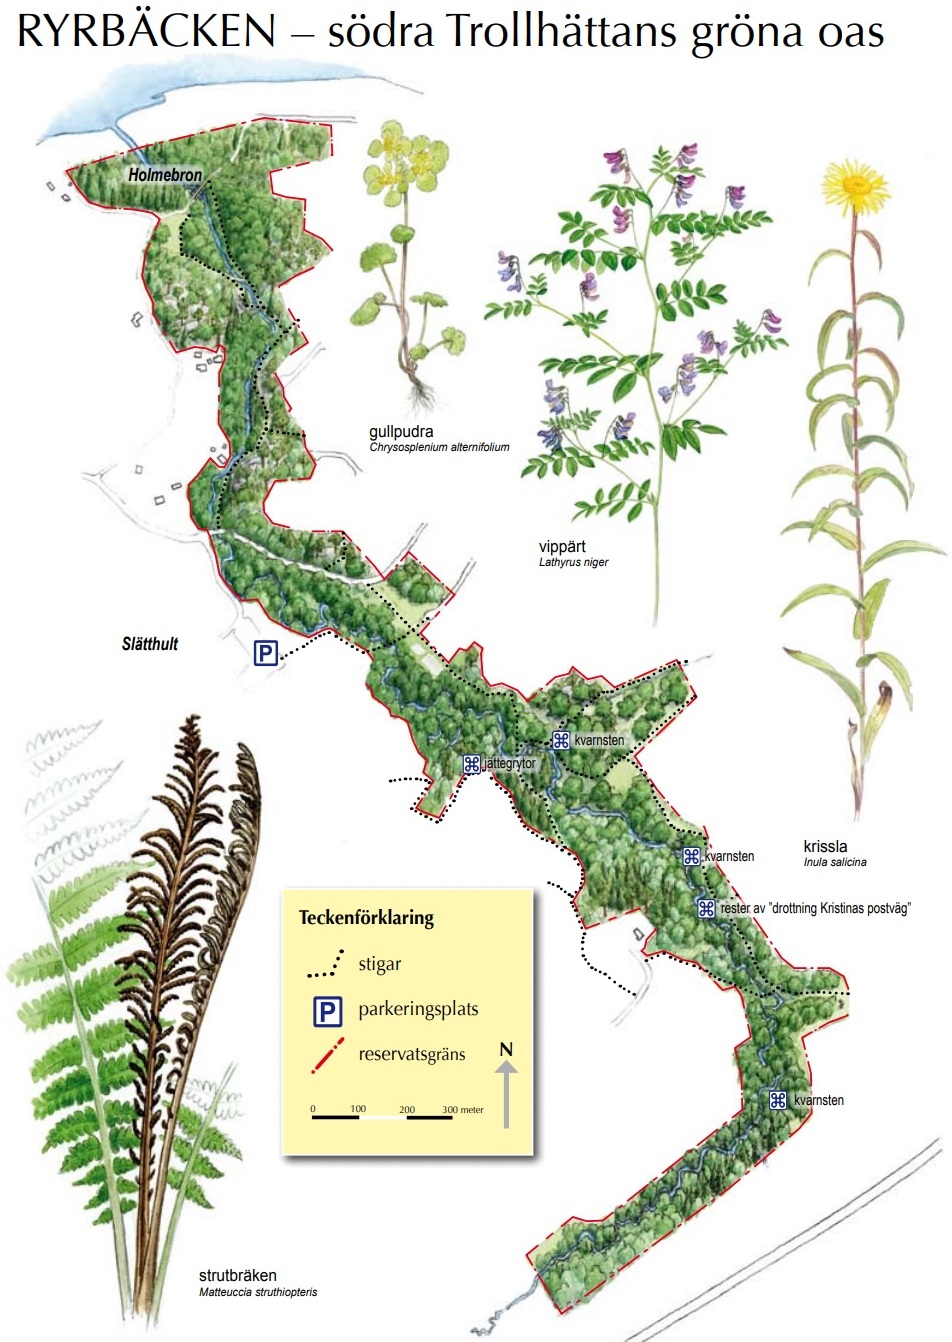 RYRBÄCKEN – södra Trollhättans gröna oas
Holmebron
gullpudra
Chrysosplenium alternifolium
vippärt
Lathyrus niger
Slätthult
P
kvarnsten
jättegrytor
krissla
Inula salicina
kvarnsten
rester av "drottning Kristinas postväg"
Teckenförklaring
stigar
P parkeringsplats
reservatsgräns
N
0 100 200 300 meter
kvarnsten
strutbräken
Matteuccia struthiopteris